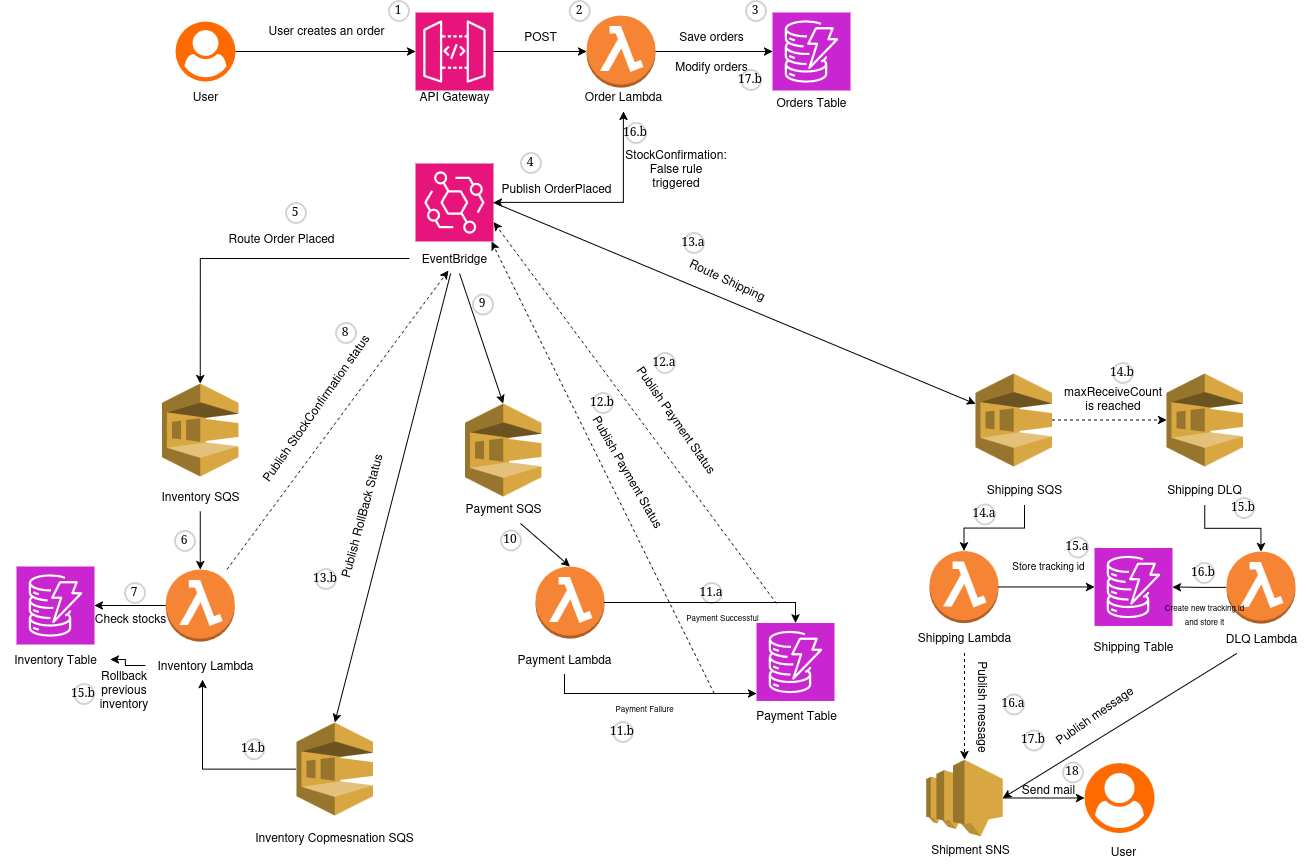 1
2
3
User creates an order
POST
Save orders
Modify orders
17.b
User
API Gateway
Order Lambda
Orders Table
16.b
StockConfirmation:
False rule
triggered
4
Publish OrderPlaced
5
Route Order Placed
EventBridge
13.a
Route Shipping
8
Publish StockConfirmation status
9
12.a
Publish Payment Status
12.b
Publish Payment Status
14.b
maxReceiveCount
is reached
Inventory SQS
Payment SQS
Shipping SQS
Shipping DLQ
6
10
14.a
15.b
13.b
Publish RollBack Status
7
Check stocks
11.a
Payment Successful
15.a
Store tracking id
16.b
Create new tracking id
and store it
Inventory Table
Inventory Lambda
Payment Lambda
Shipping Lambda
Shipping Table
DLQ Lambda
15.b
Rollback
previous
inventory
Payment Failure
11.b
Payment Table
Publish message
16.a
17.b
Publish message
14.b
18
Send mail
Inventory Copmesnation SQS
Shipment SNS
User